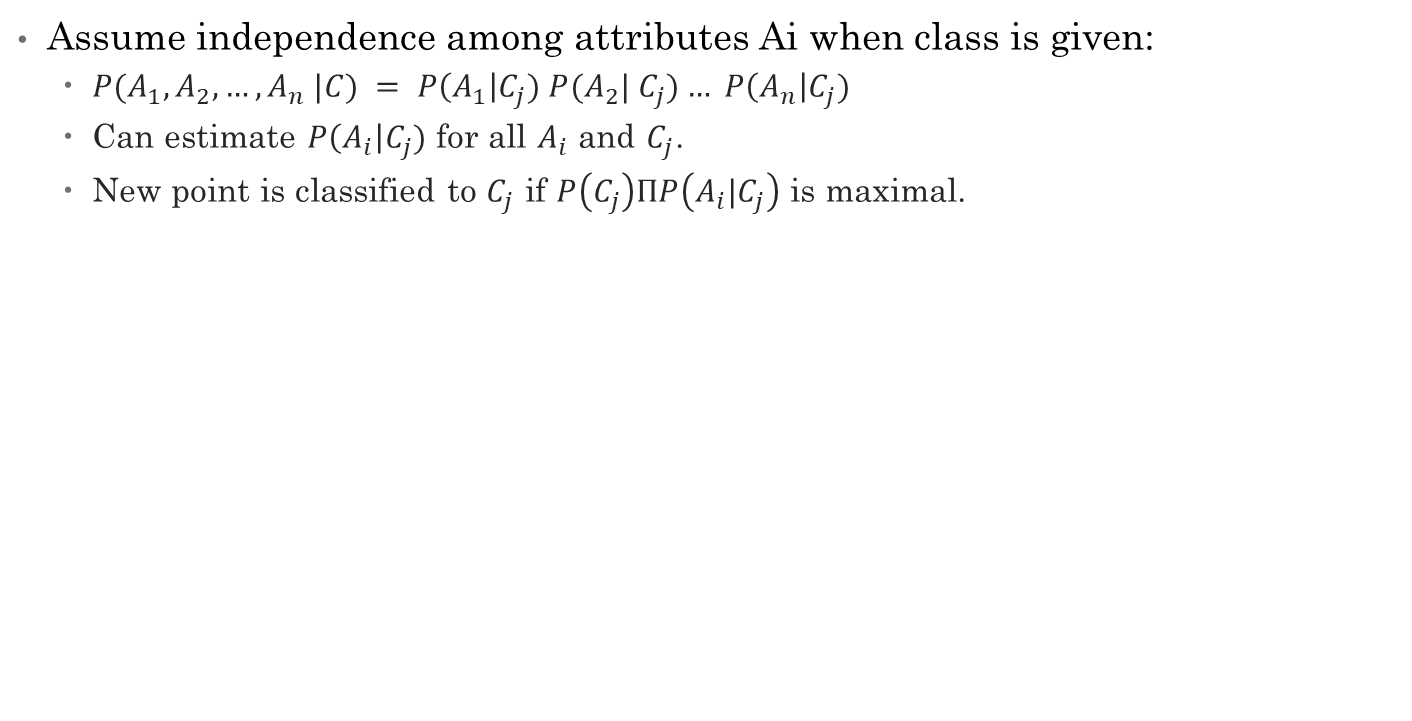 • Assume independence among attributes Ai when class is given:
• P(A₁, A₂, … , Aₙ |C) = P(A₁|Cⱼ) P(A₂| Cⱼ) … P(Aₙ|Cⱼ)
• Can estimate P(Aᵢ|Cⱼ) for all Aᵢ and Cⱼ.
• New point is classified to Cⱼ if P(Cⱼ)ΠP(Aᵢ|Cⱼ) is maximal.